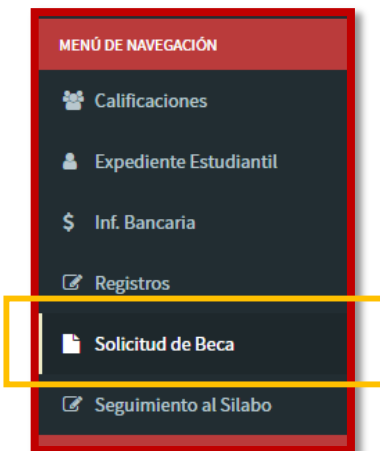 MENÚ DE NAVEGACIÓN
Calificaciones
Expediente Estudiantil
$ Inf. Bancaria
Registros
Solicitud de Beca
Seguimiento al Silabo